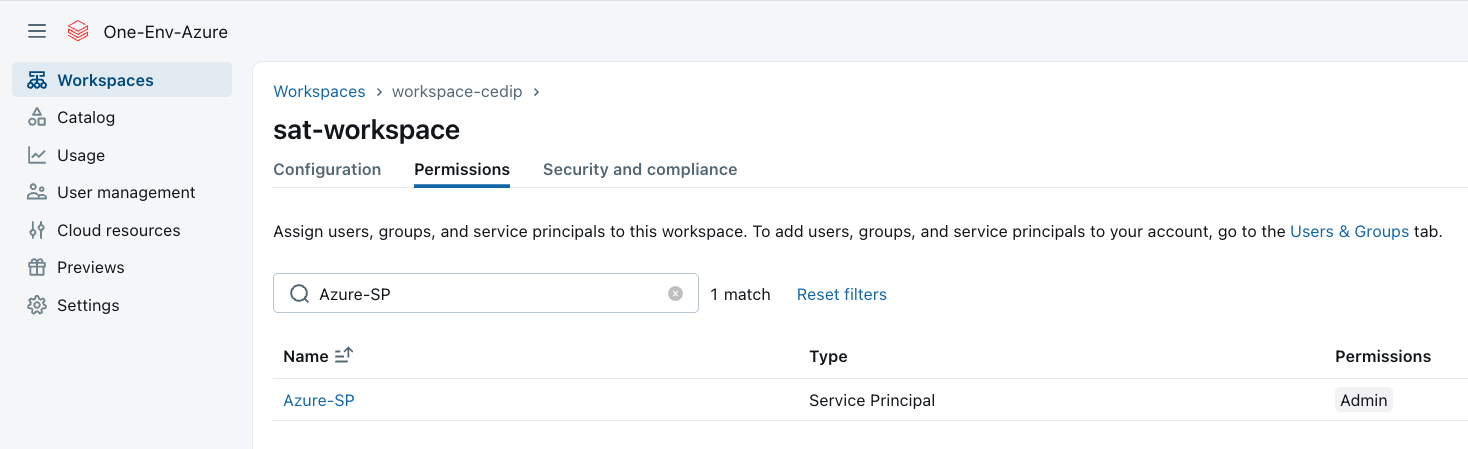 One-Env-Azure
Workspaces
Catalog
Usage
User management
Cloud resources
Previews
Settings
Workspaces > workspace-cedip >
sat-workspace
Configuration Permissions Security and compliance
Assign users, groups, and service principals to this workspace. To add users, groups, and service principals to your account, go to the Users & Groups tab.
Azure-SP 1 match Reset filters
Name Type Permissions
Azure-SP Service Principal Admin